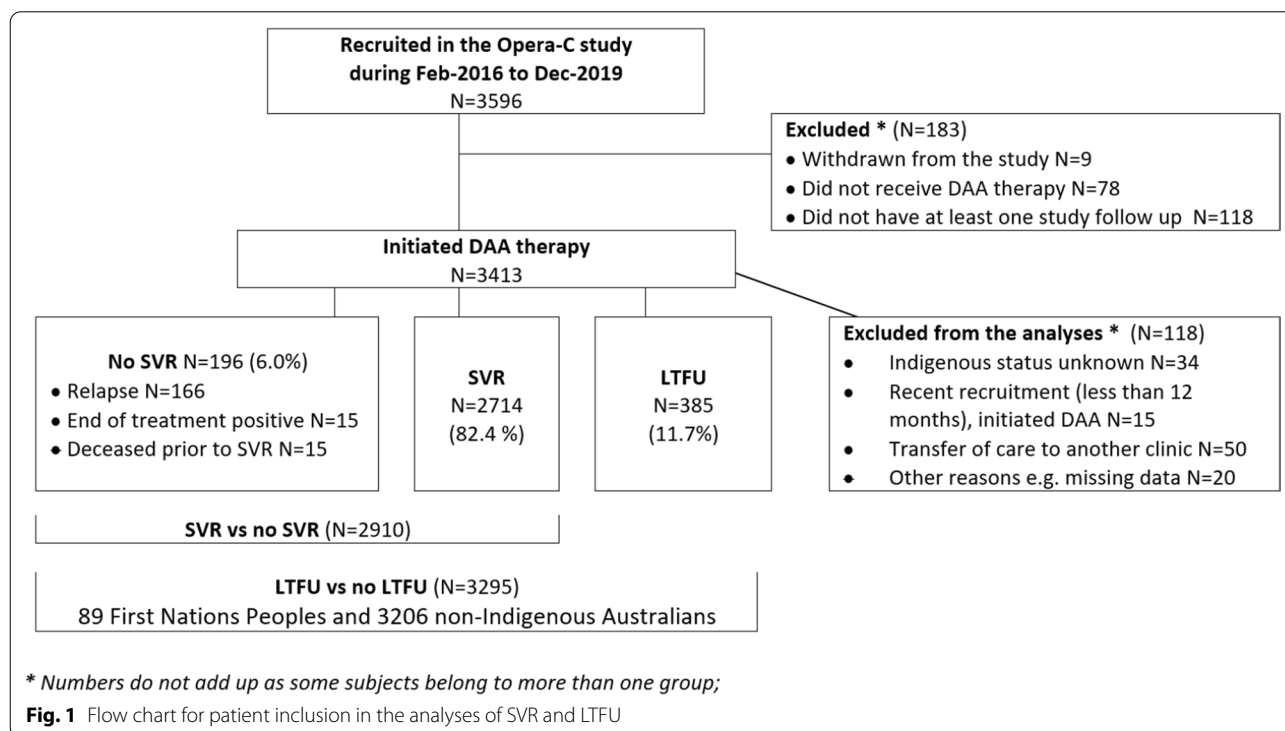 Recruited in the Opera-C study
during Feb-2016 to Dec-2019
N=3596
Excluded * (N=183)
● Withdrawn from the study N=9
● Did not receive DAA therapy N=78
● Did not have at least one study follow up N=118
Initiated DAA therapy
N=3413
No SVR N=196 (6.0%)
● Relapse N=166
● End of treatment positive N=15
● Deceased prior to SVR N=15
SVR
N=2714
(82.4 %)
LTFU
N=385
(11.7%)
Excluded from the analyses * (N=118)
● Indigenous status unknown N=34
● Recent recruitment (less than 12
months), initiated DAA N=15
● Transfer of care to another clinic N=50
● Other reasons e.g. missing data N=20
SVR vs no SVR (N=2910)
LTFU vs no LTFU (N=3295)
89 First Nations Peoples and 3206 non-Indigenous Australians
* Numbers do not add up as some subjects belong to more than one group;
Fig. 1 Flow chart for patient inclusion in the analyses of SVR and LTFU